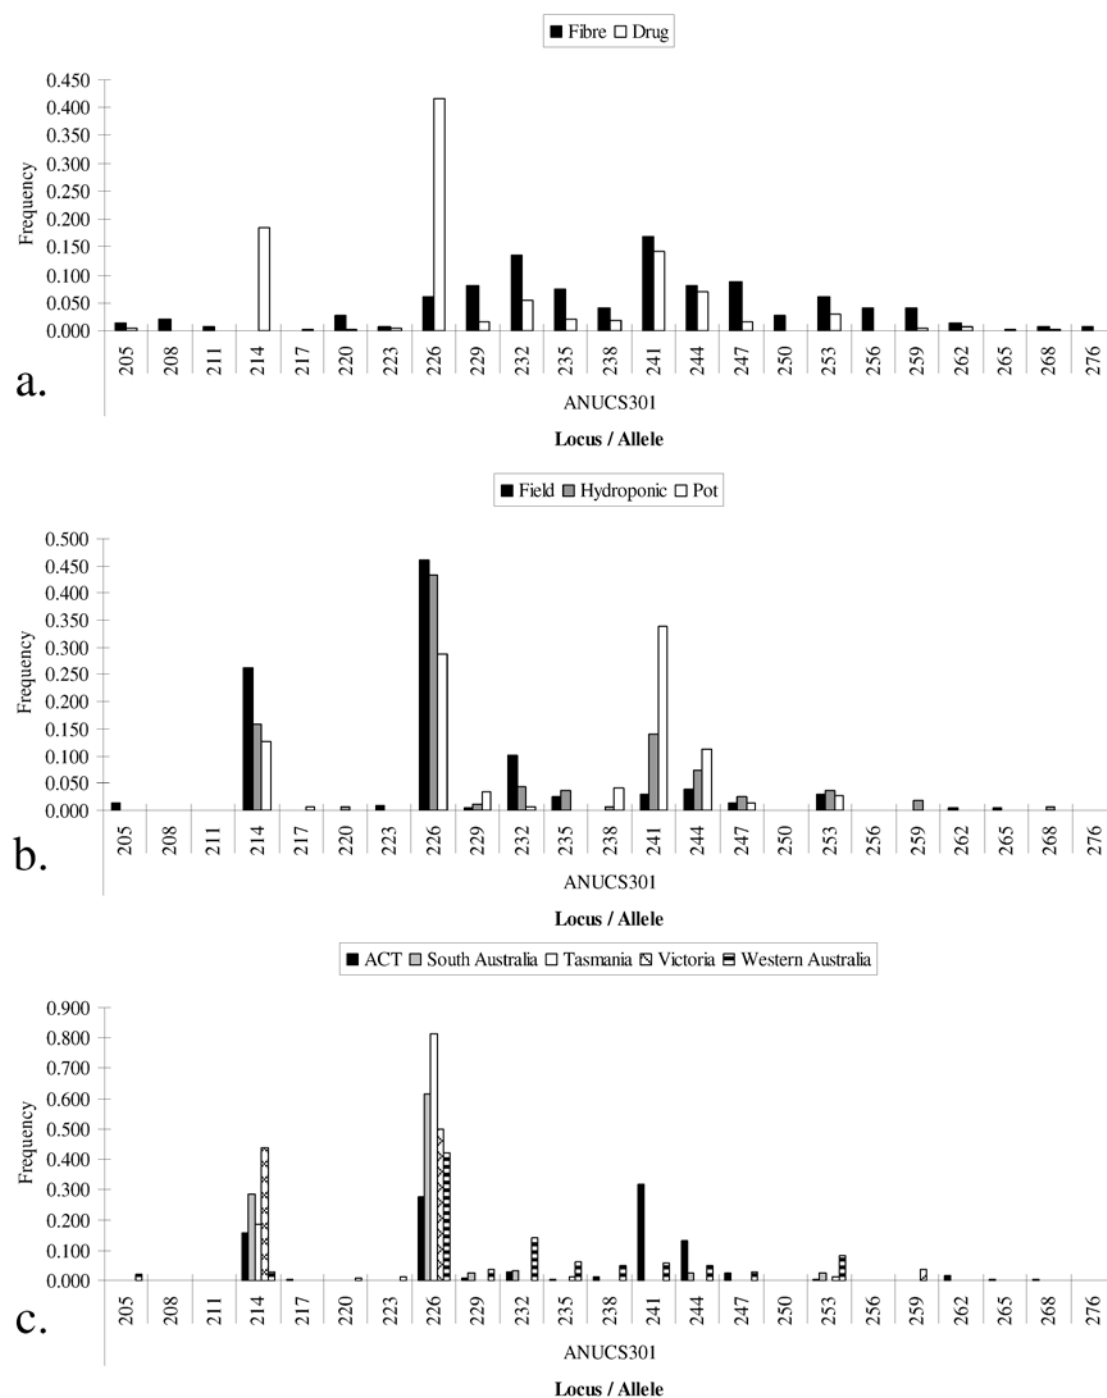 Fibre Drug
0.450
0.400
0.350
0.300
0.250
0.200
0.150
0.100
0.050
0.000
Frequency
205 208 211 214 217 220 223 226 229 232 235 238 241 244 247 250 253 256 259 262 265 268 276
a.
ANUCS301
Locus / Allele
Field Hydroponic Pot
0.500
0.450
0.400
0.350
0.300
0.250
0.200
0.150
0.100
0.050
0.000
Frequency
205 208 211 214 217 220 223 226 229 232 235 238 241 244 247 250 253 256 259 262 265 268 276
b.
ANUCS301
Locus / Allele
ACT South Australia Tasmania Victoria Western Australia
0.900
0.800
0.700
0.600
0.500
0.400
0.300
0.200
0.100
0.000
Frequency
205 208 211 214 217 220 223 226 229 232 235 238 241 244 247 250 253 256 259 262 265 268 276
c.
ANUCS301
Locus / Allele